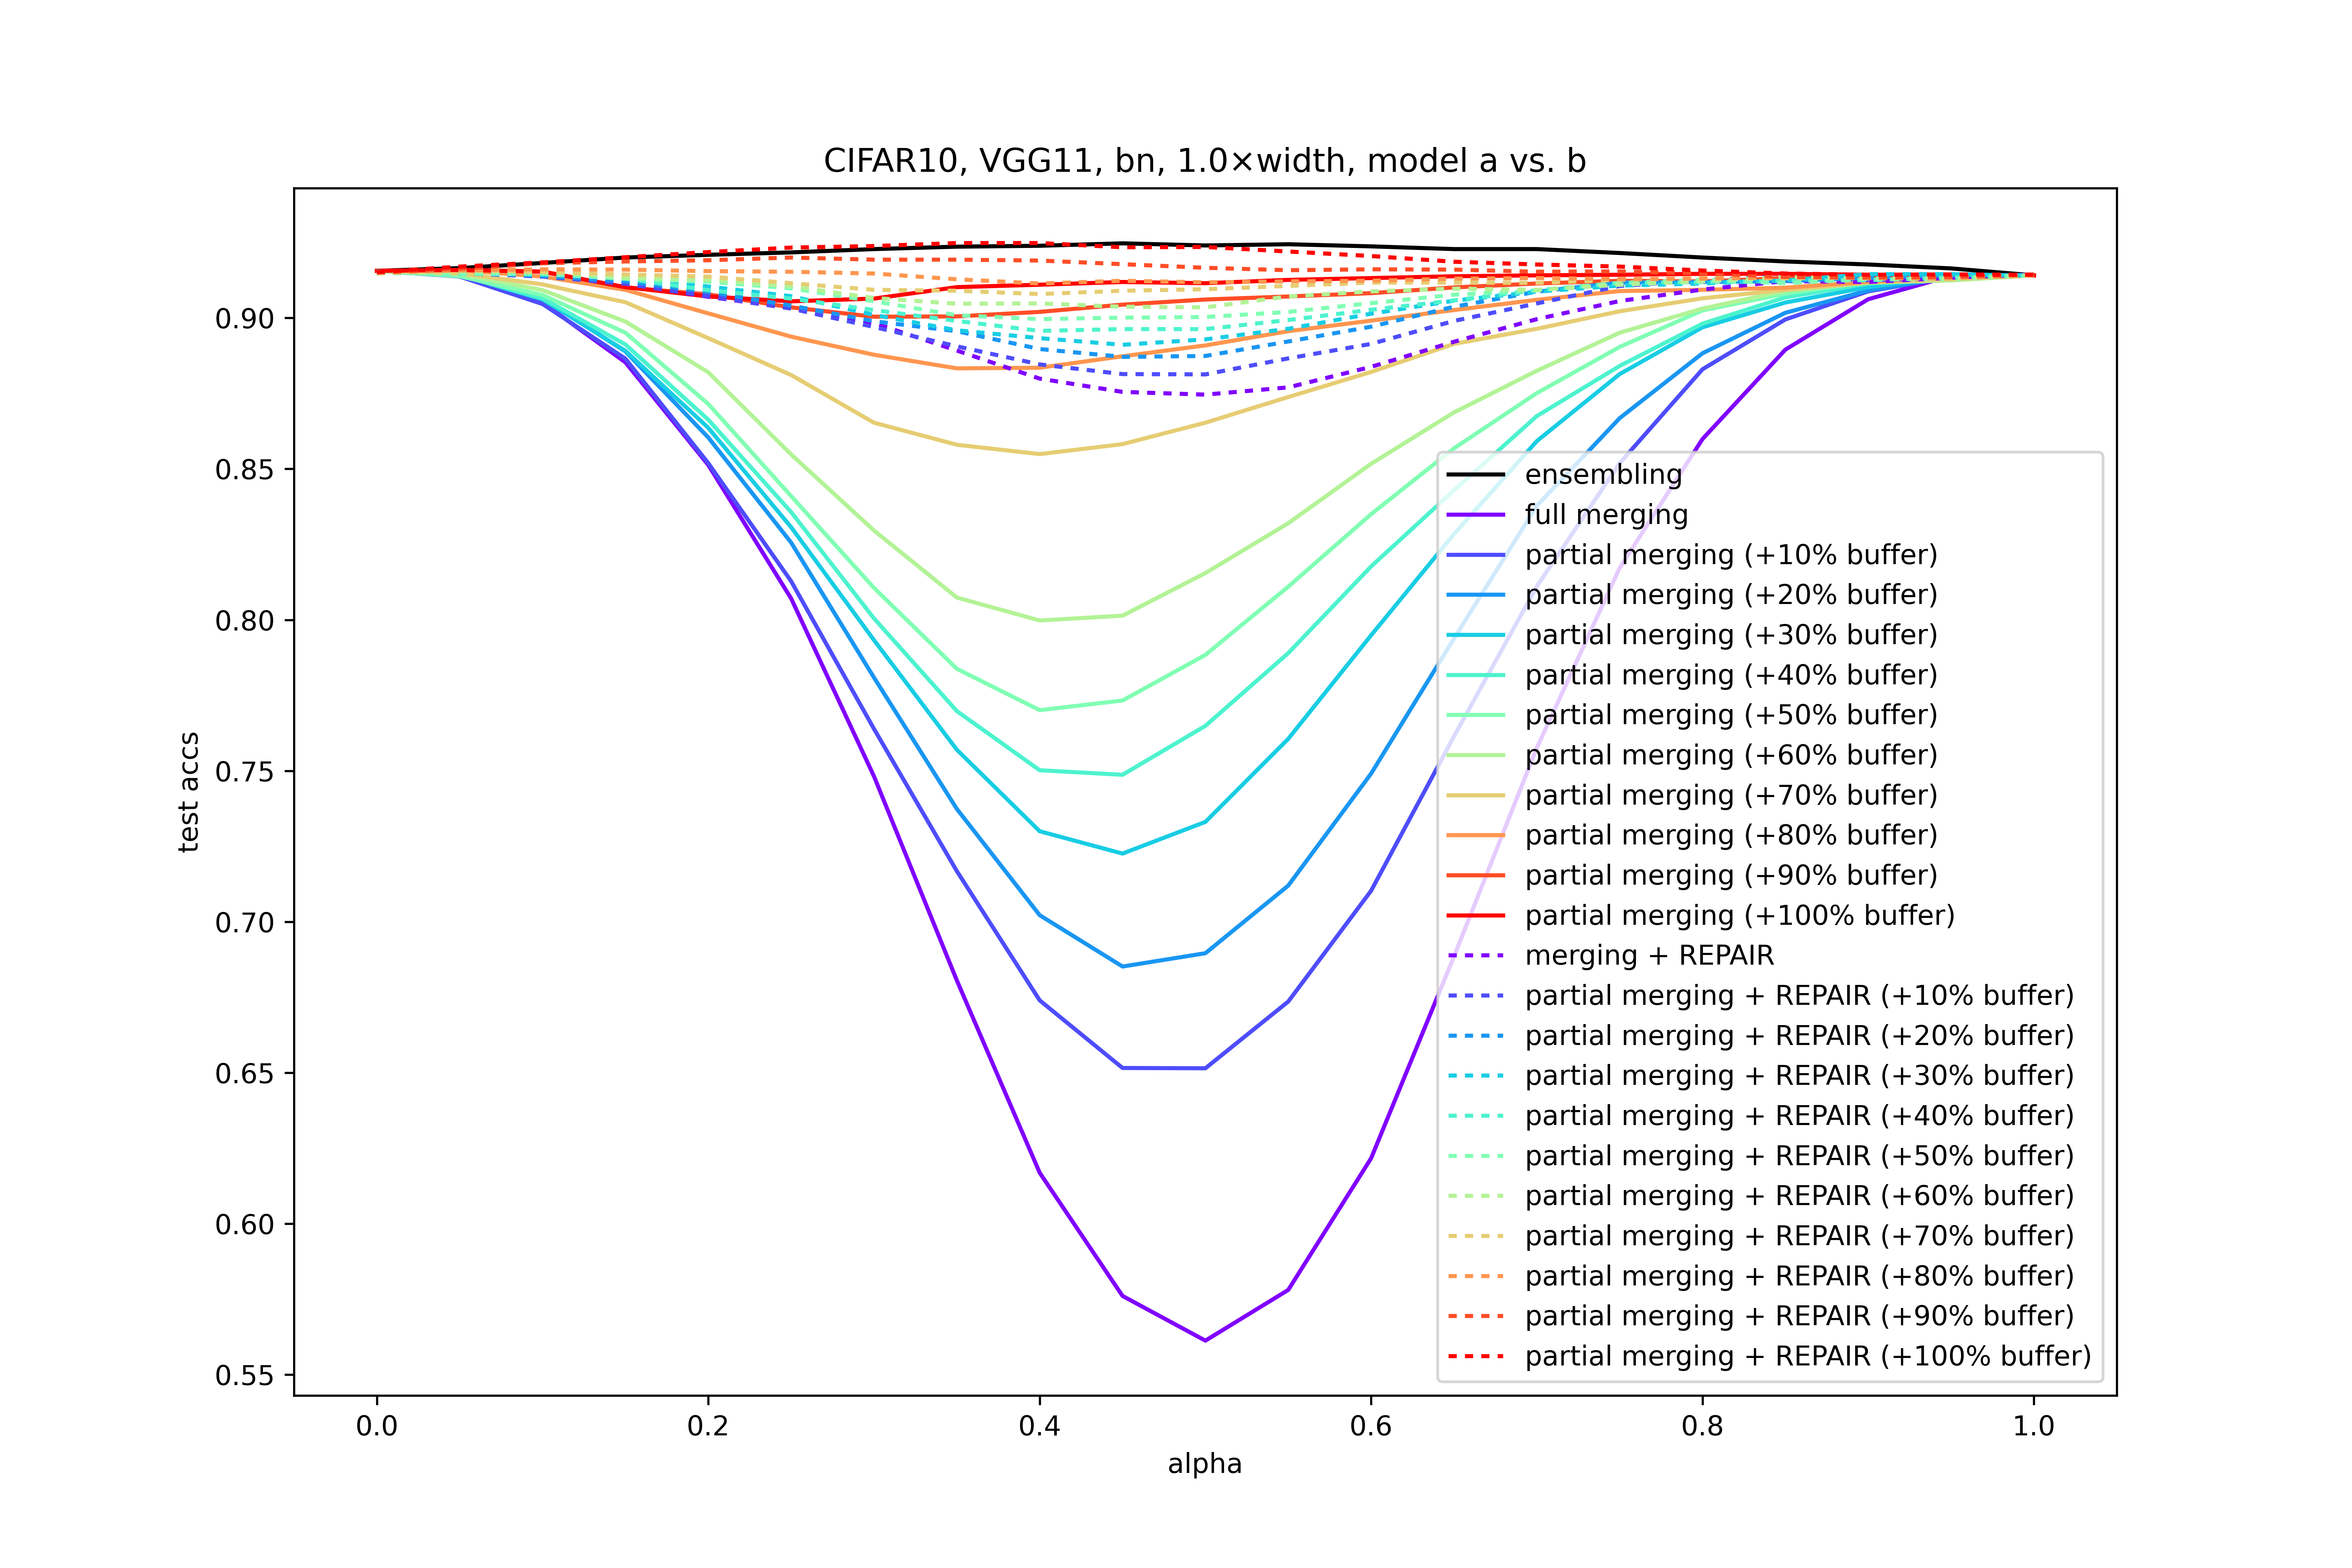 CIFAR10, VGG11, bn, 1.0×width, model a vs. b
test accs
0.90
0.85
0.80
0.75
0.70
0.65
0.60
0.55
ensembling
full merging
partial merging (+10% buffer)
partial merging (+20% buffer)
partial merging (+30% buffer)
partial merging (+40% buffer)
partial merging (+50% buffer)
partial merging (+60% buffer)
partial merging (+70% buffer)
partial merging (+80% buffer)
partial merging (+90% buffer)
partial merging (+100% buffer)
merging + REPAIR
partial merging + REPAIR (+10% buffer)
partial merging + REPAIR (+20% buffer)
partial merging + REPAIR (+30% buffer)
partial merging + REPAIR (+40% buffer)
partial merging + REPAIR (+50% buffer)
partial merging + REPAIR (+60% buffer)
partial merging + REPAIR (+70% buffer)
partial merging + REPAIR (+80% buffer)
partial merging + REPAIR (+90% buffer)
partial merging + REPAIR (+100% buffer)
0.0 0.2 0.4 0.6 0.8 1.0
alpha